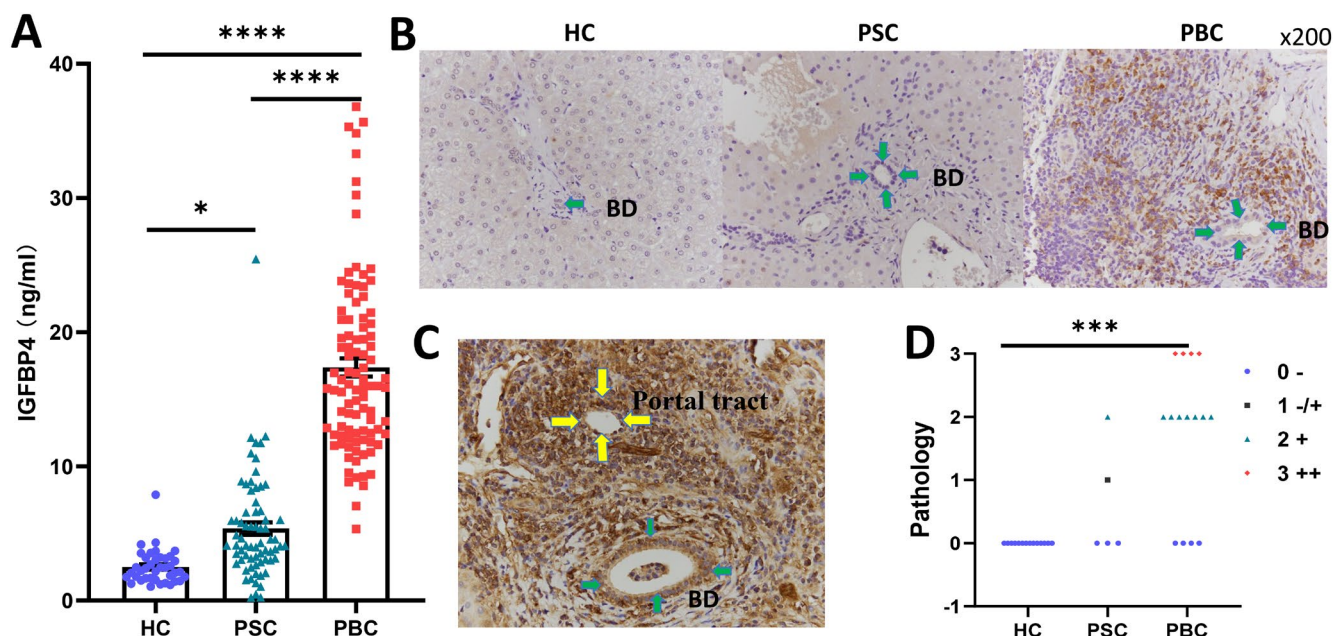 A
****
****
*
40
30
20
10
0
IGFBP4 (ng/ml)
HC
PSC
PBC
B
HC
PSC
PBC
x200
BD
BD
BD
C
Portal tract
BD
D
***
3
2
1
0
-1
Pathology
HC
PSC
PBC
0 -
1 -/+
2 +
3 ++